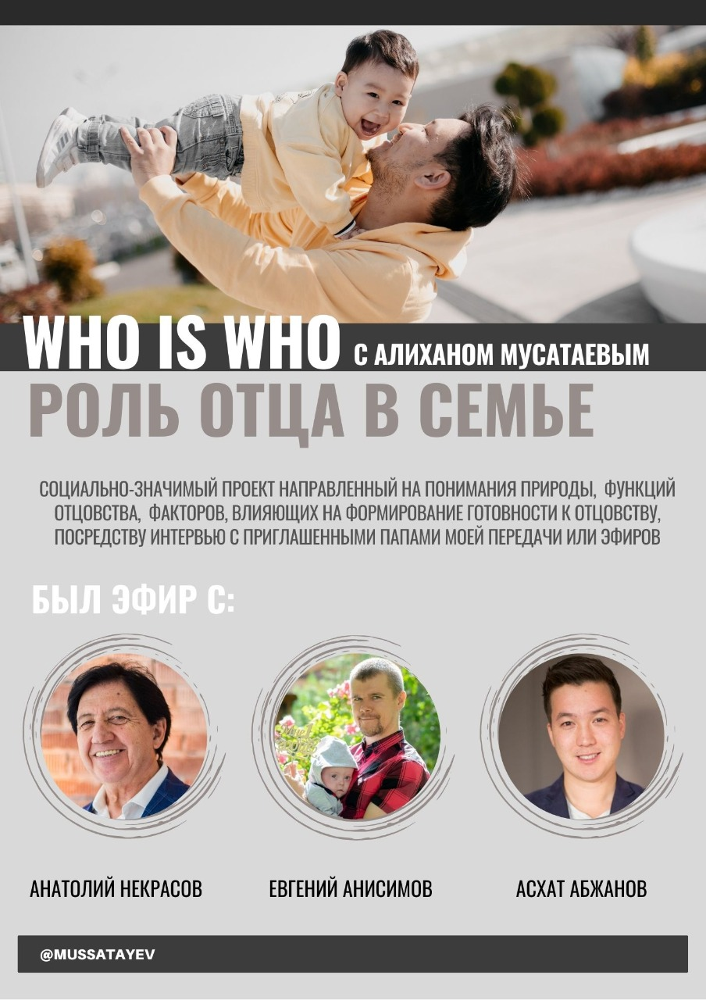 WHO IS WHO С АЛИХАНОМ МУСАТАЕВЫМ
РОЛЬ ОТЦА В СЕМЬЕ
СОЦИАЛЬНО-ЗНАЧИМЫЙ ПРОЕКТ НАПРАВЛЕННЫЙ НА ПОНИМАНИЯ ПРИРОДЫ, ФУНКЦИЙ
ОТЦОВСТВА, ФАКТОРОВ, ВЛИЯЮЩИХ НА ФОРМИРОВАНИЕ ГОТОВНОСТИ К ОТЦОВСТВУ,
ПОСРЕДСТВУ ИНТЕРВЬЮ С ПРИГЛАШЕННЫМИ ПАПАМИ МОЕЙ ПЕРЕДАЧИ ИЛИ ЭФИРОВ
БЫЛ ЭФИР С:
АНАТОЛИЙ НЕКРАСОВ
ЕВГЕНИЙ АНИСИМОВ
АСХАТ АБЖАНОВ
@MUSSATAYEV